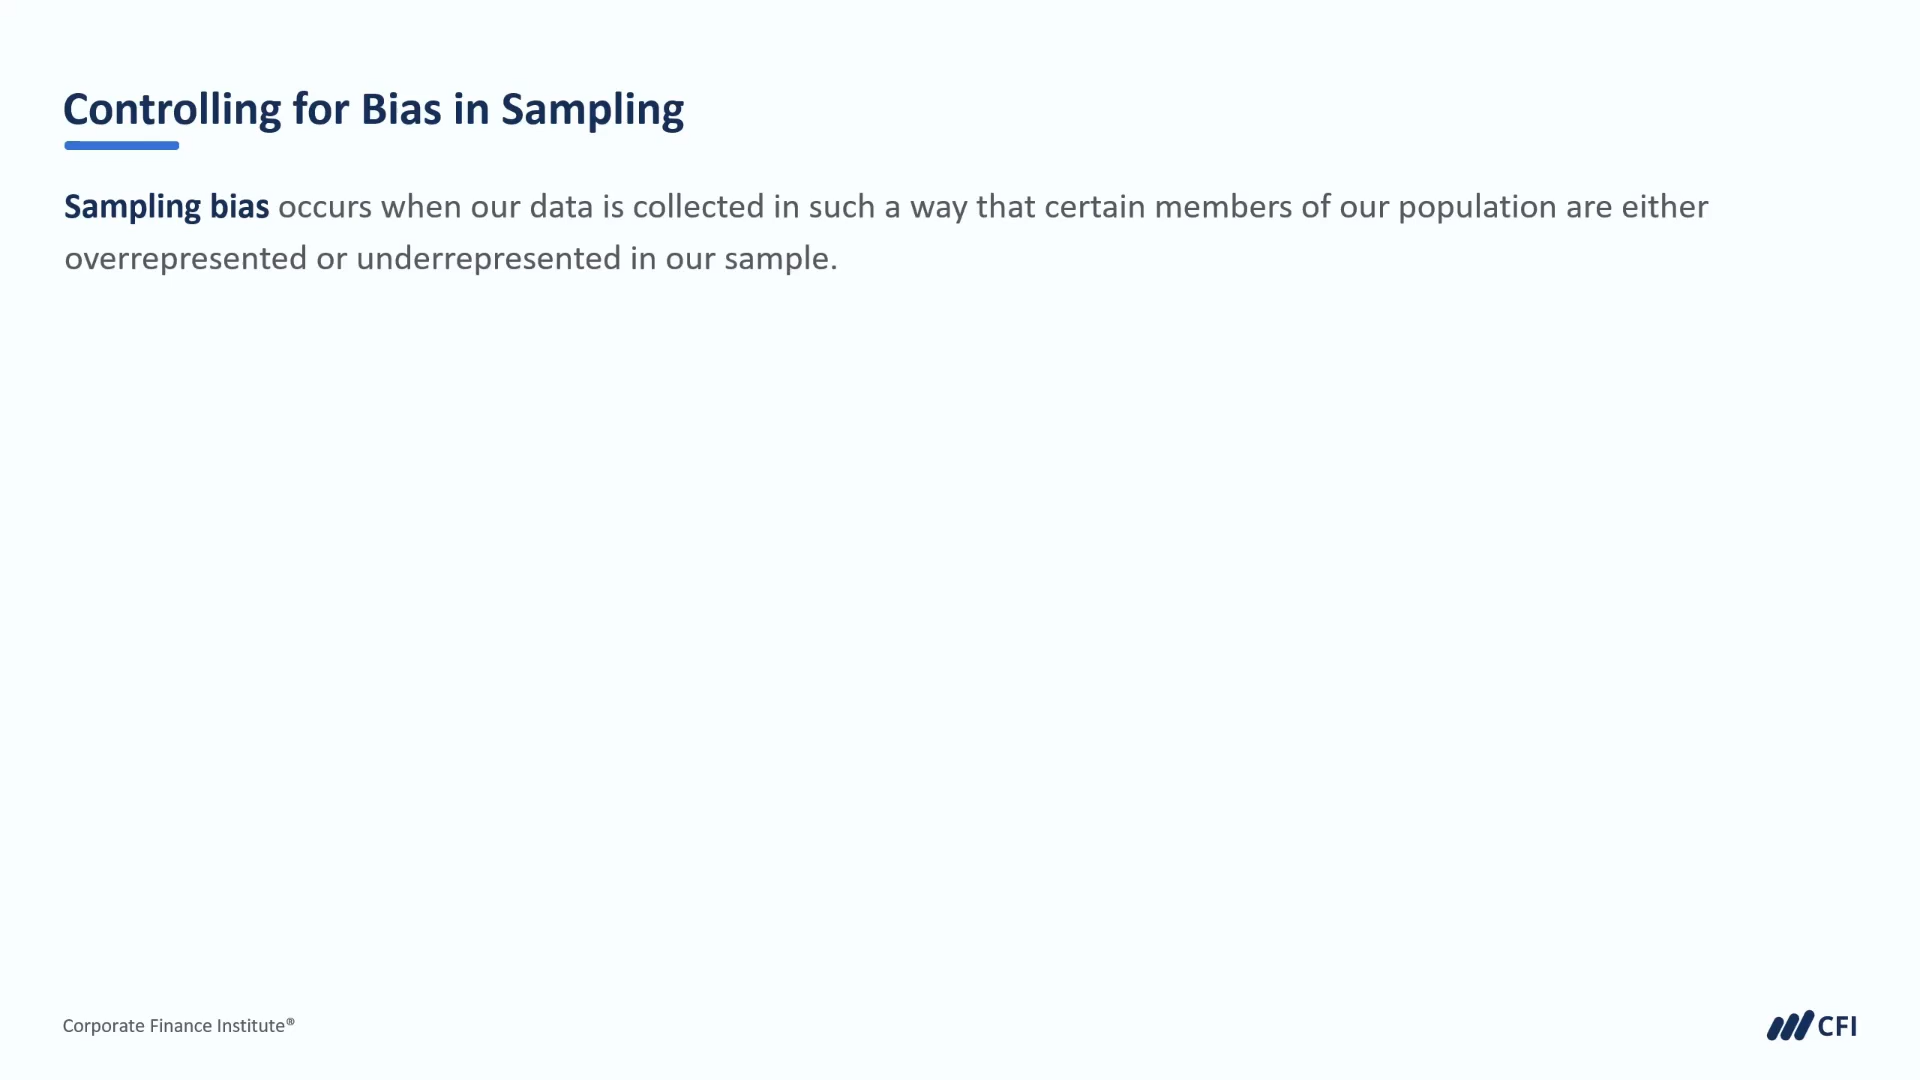 Controlling for Bias in Sampling
Sampling bias occurs when our data is collected in such a way that certain members of our population are either
overrepresented or underrepresented in our sample.
Corporate Finance Institute®
CFI